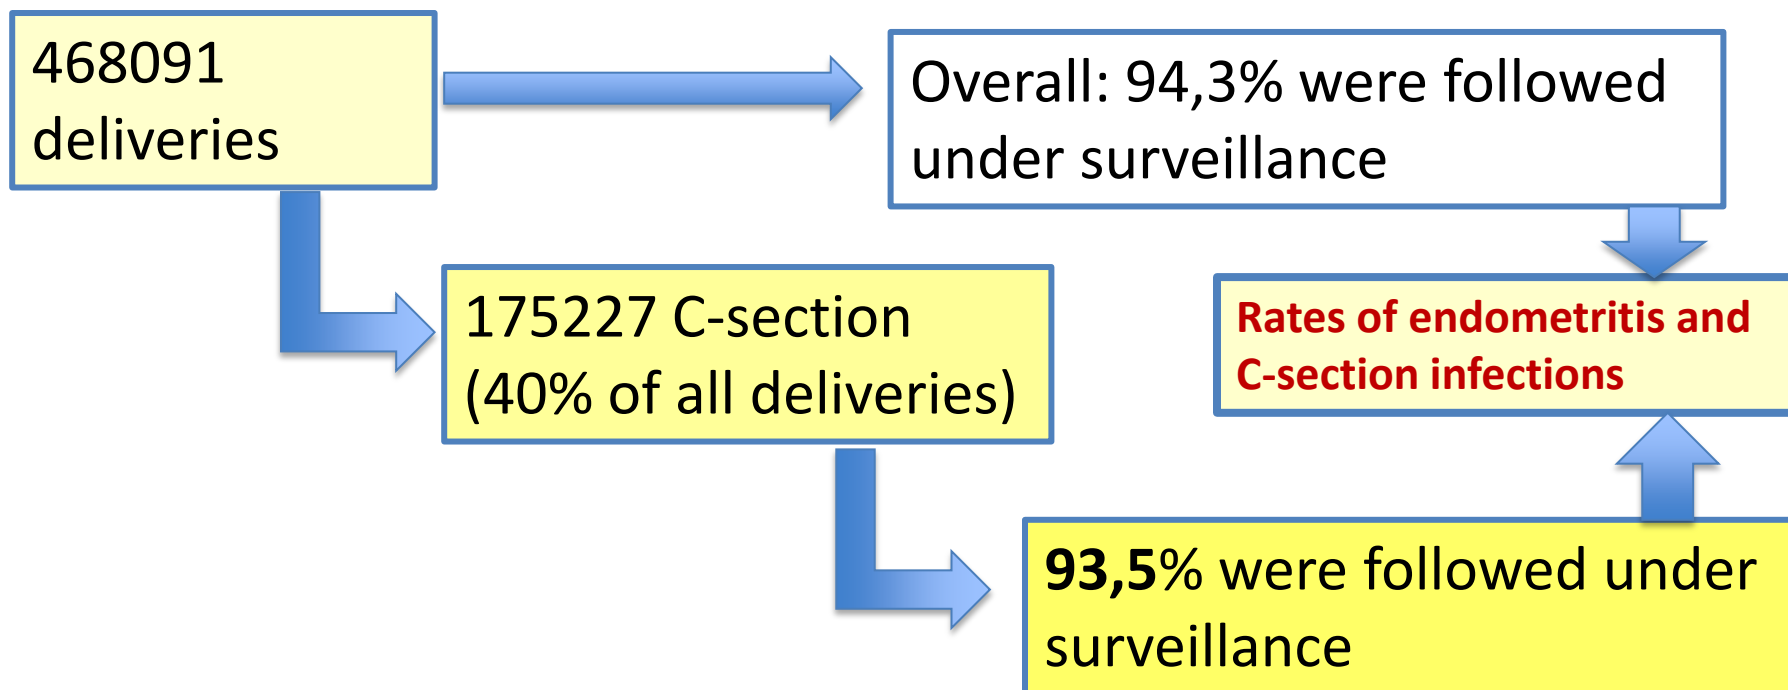 468091
deliveries
Overall: 94,3% were followed
under surveillance
175227 C-section
(40% of all deliveries)
Rates of endometritis and
C-section infections
93,5% were followed under
surveillance